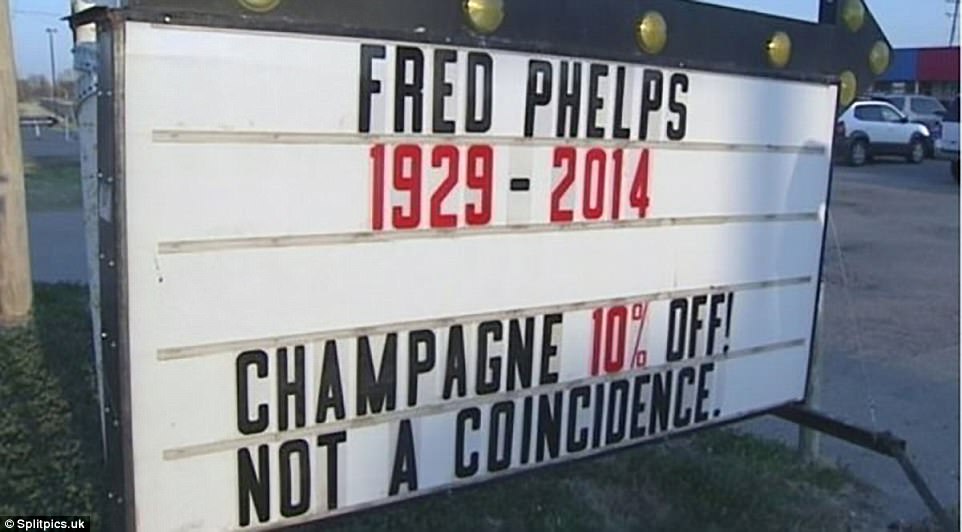 FRED PHELPS
1929 - 2014
CHAMPAGNE 10% OFF!
NOT A COINCIDENCE.
© Splitpics.uk